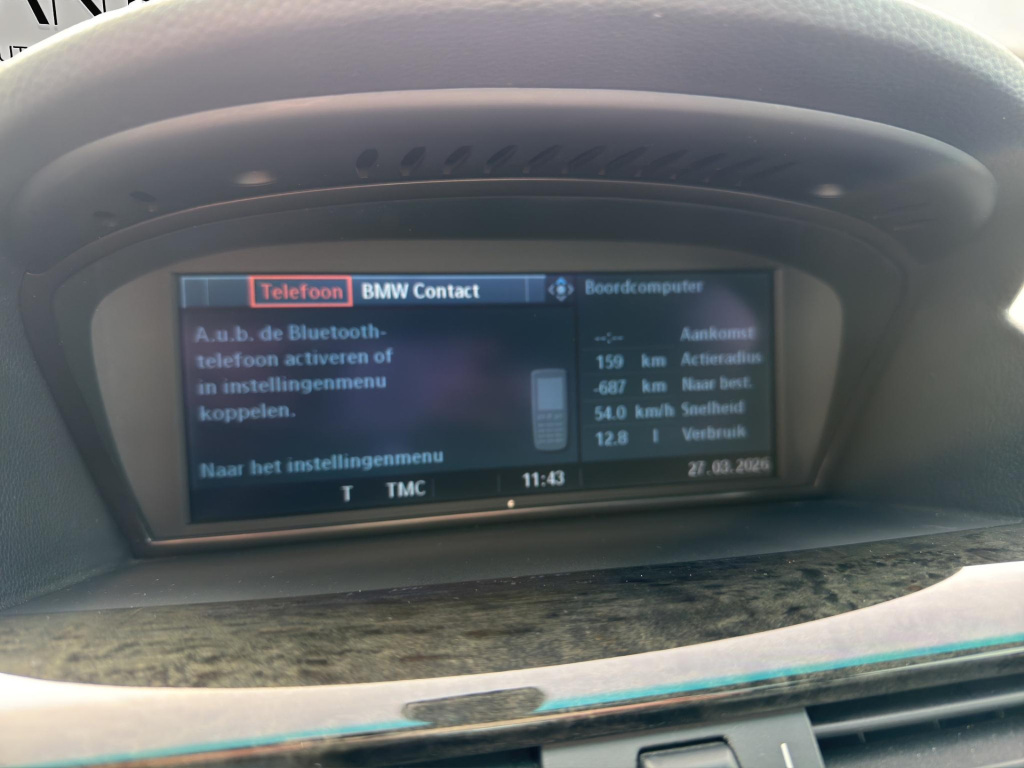 Telefoon BMW Contact
A.u.b. de Bluetooth-
telefoon activeren of
in instellingenmenu
koppelen.
Naar het instellingenmenu
T TMC 11:43
Boordcomputer
--:-- Aankomst
159 km Actieradius
-687 km Naar best.
54.0 km/h Snelheid
12.8 l Verbruik
27.03.2026